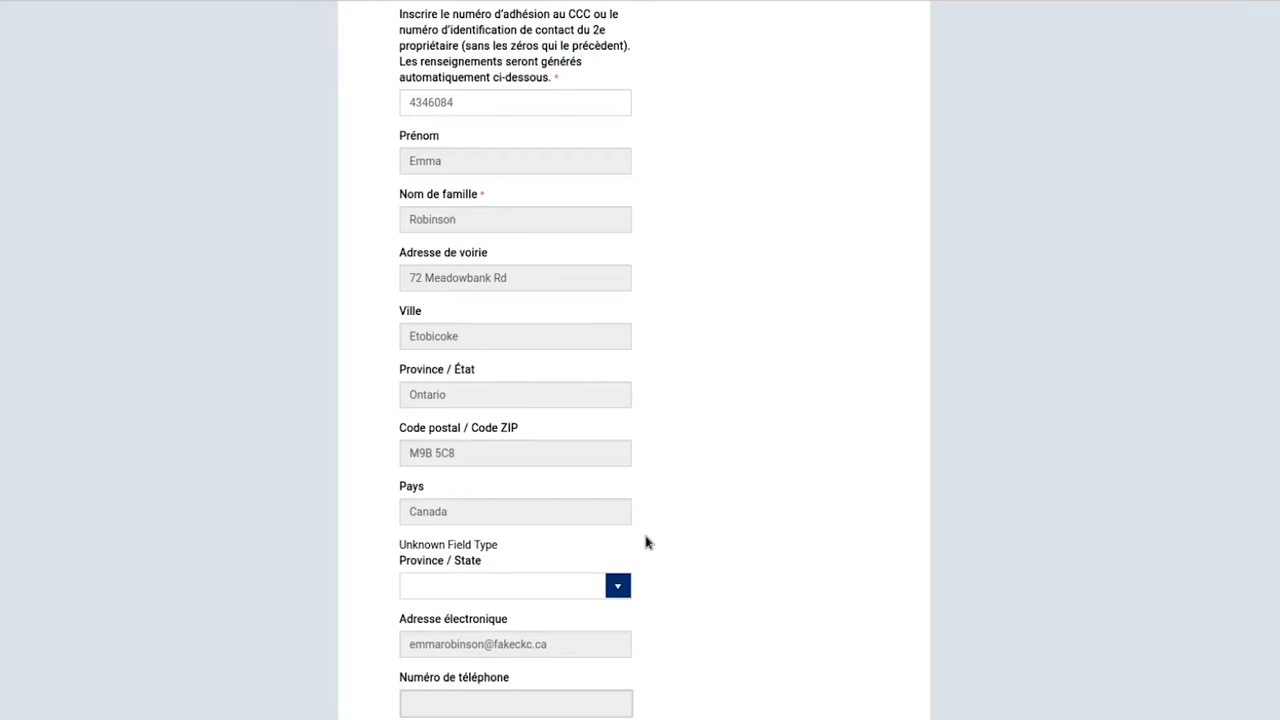 Inscrire le numéro d'adhésion au CCC ou le
numéro d'identification de contact du 2e
propriétaire (sans les zéros qui le précèdent).
Les renseignements seront générés
automatiquement ci-dessous. *
4346084
Prénom
Emma
Nom de famille *
Robinson
Adresse de voirie
72 Meadowbank Rd
Ville
Etobicoke
Province / État
Ontario
Code postal / Code ZIP
M9B 5C8
Pays
Canada
Unknown Field Type
Province / State
Adresse électronique
emmarobinson@fakeckc.ca
Numéro de téléphone